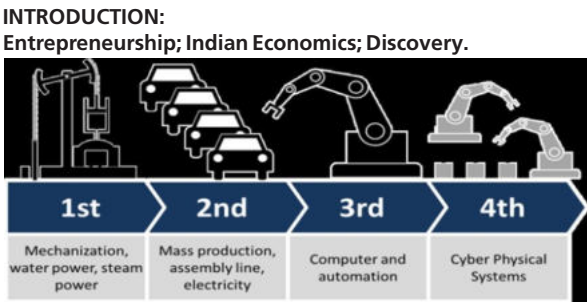 INTRODUCTION:
Entrepreneurship; Indian Economics; Discovery.
1st
2nd
3rd
4th
Mechanization,
water power, steam
power
Mass production,
assembly line,
electricity
Computer and
automation
Cyber Physical
Systems